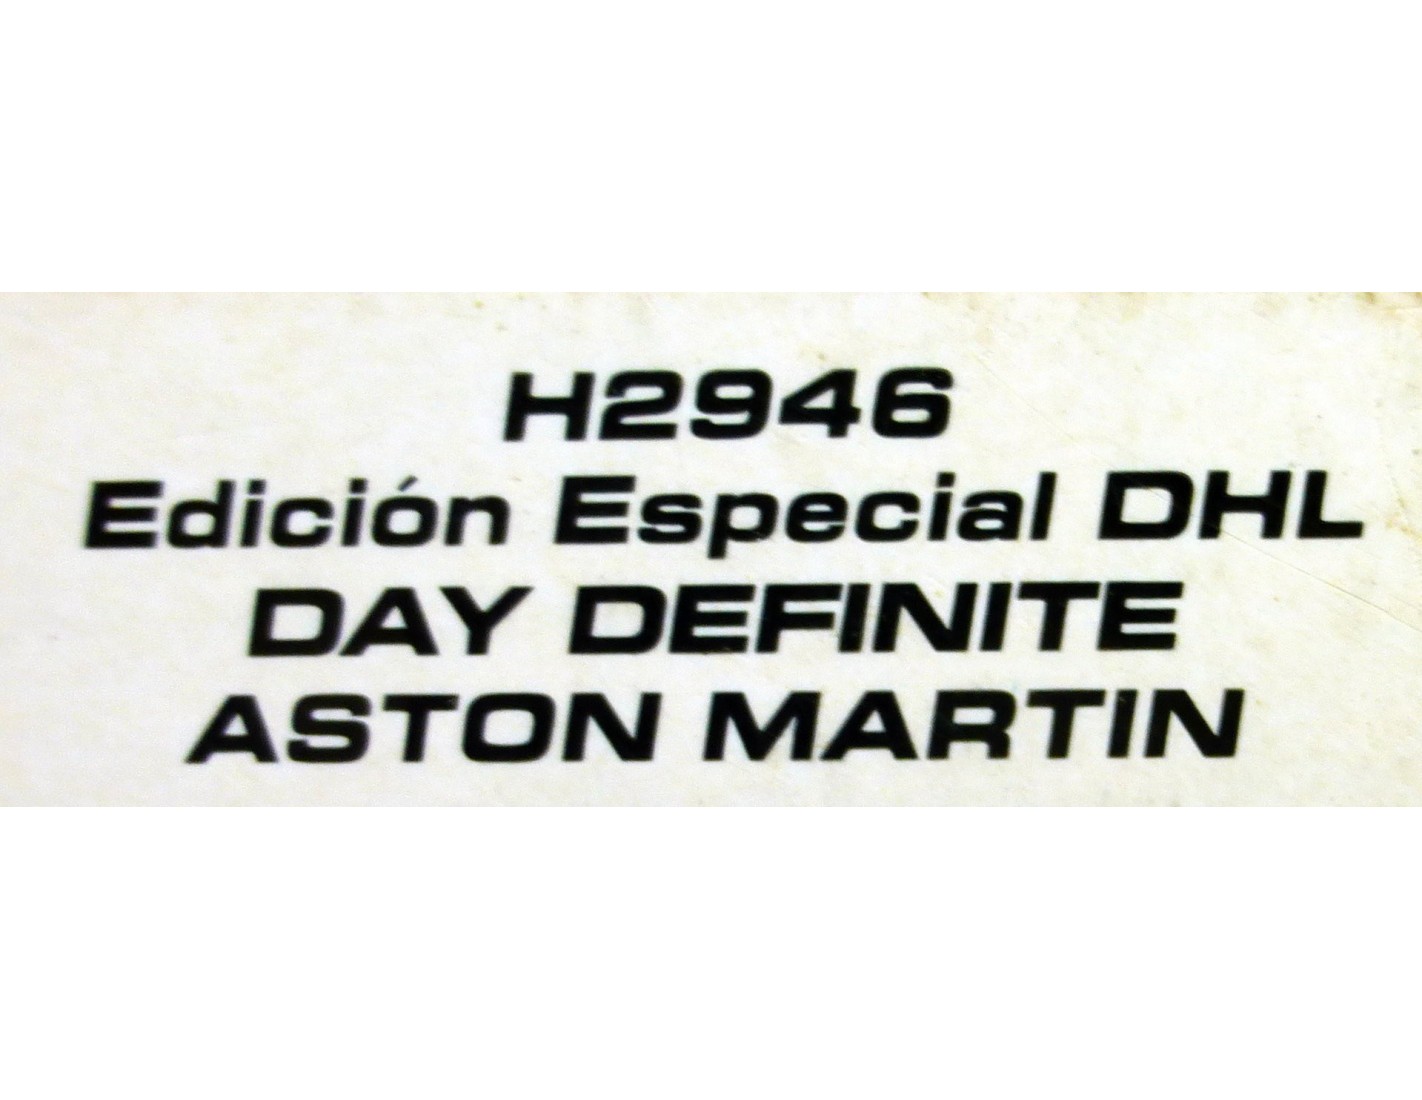 H2946
Edición Especial DHL
DAY DEFINITE
ASTON MARTIN